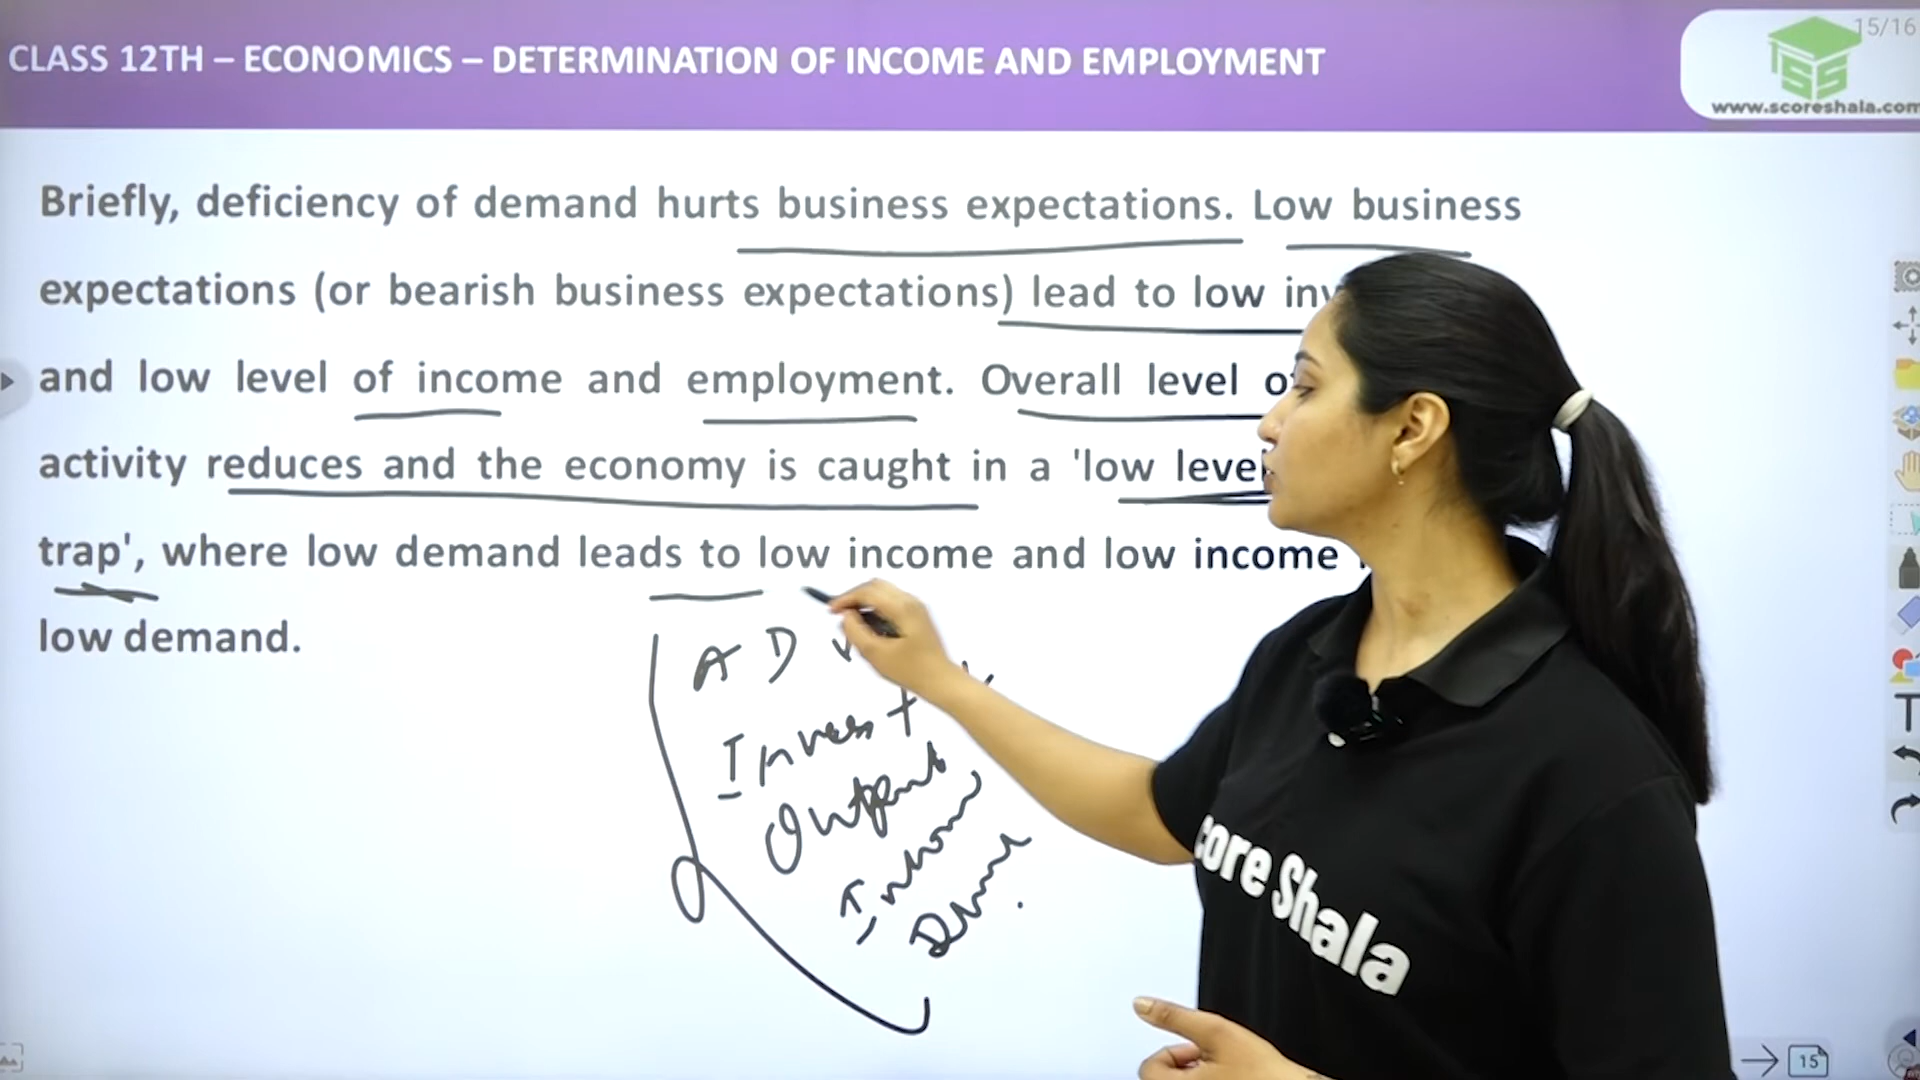 CLASS 12TH – ECONOMICS – DETERMINATION OF INCOME AND EMPLOYMENT
15/16
SS
www.scoreshala.com
Briefly, deficiency of demand hurts business expectations. Low business
expectations (or bearish business expectations) lead to low inv
and low level of income and employment. Overall level o
activity reduces and the economy is caught in a 'low level
trap', where low demand leads to low income and low income
low demand.
A D
Invest
Output
Income
core Shala
T
15